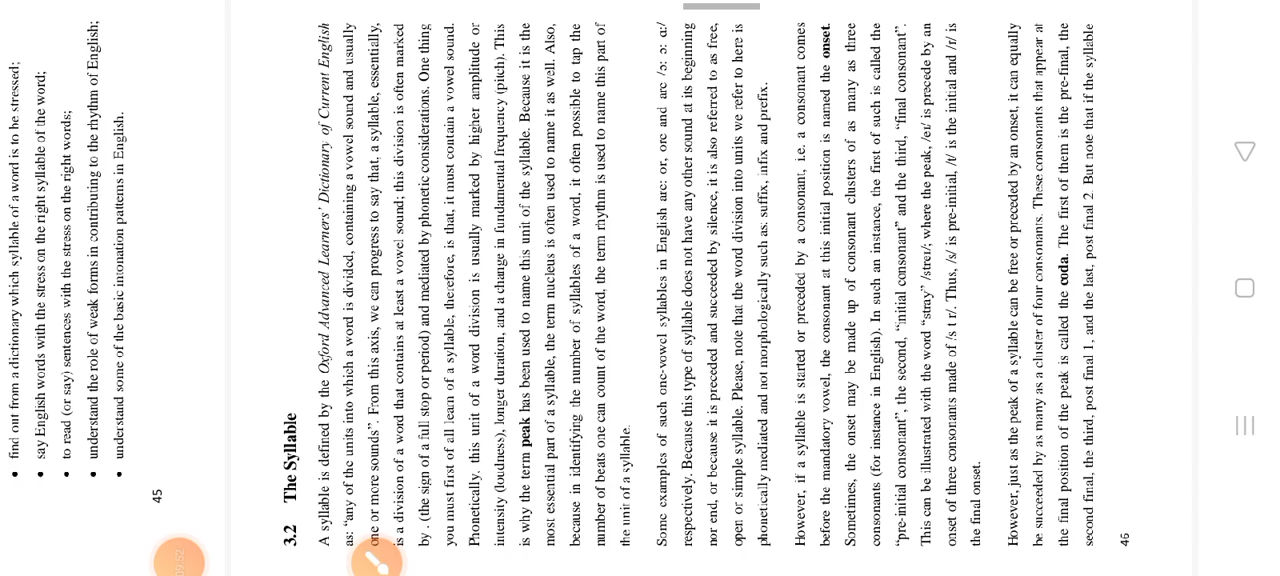 • find out from a dictionary which syllable of a word is to be stressed;
• say English words with the stress on the right syllable of the word;
• to read (or say) sentences with the stress on the right words;
• understand the role of weak forms in contributing to the rhythm of English;
• understand some of the basic intonation patterns in English.
45
3.2 The Syllable
A syllable is defined by the Oxford Advanced Learners' Dictionary of Current English
as: "any of the units into which a word is divided, containing a vowel sound and usually
one or more sounds". From this axis, we can progress to say that, a syllable, essentially,
is a division of a word that contains at least a vowel sound; this division is often marked
by . (the sign of a full stop or period) and mediated by phonetic considerations. One thing
you must first of all learn of a syllable, therefore, is that, it must contain a vowel sound.
Phonetically, this unit of a word division is usually marked by higher amplitude or
intensity (loudness), longer duration, and a change in fundamental frequency (pitch). This
is why the term peak has been used to name this unit of the syllable. Because it is the
most essential part of a syllable, the term nucleus is often used to name it as well. Also,
because in identifying the number of syllables of a word, it often possible to tap the
number of beats one can count of the word, the term rhythm is used to name this part of
the unit of a syllable.
Some examples of such one-vowel syllables in English are: or, ore and are /ɔ: ɔ: ɑ:/
respectively. Because this type of syllable does not have any other sound at its beginning
nor end, or because it is preceded and succeeded by silence, it is also referred to as free,
open or simple syllable. Please, note that the word division into units we refer to here is
phonetically mediated and not morphologically such as: suffix, infix and prefix.
However, if a syllable is started or preceded by a consonant, i.e. a consonant comes
before the mandatory vowel, the consonant at this initial position is named the onset.
Sometimes, the onset may be made up of consonant clusters of as many as three
consonants (for instance in English). In such an instance, the first of such is called the
"pre-initial consonant", the second, "initial consonant" and the third, "final consonant".
This can be illustrated with the word "stray" /streɪ/; where the peak, /eɪ/ is precede by an
onset of three consonants made of /s t r/. Thus, /s/ is pre-initial, /t/ is the initial and /r/ is
the final onset.
However, just as the peak of a syllable can be free or preceded by an onset, it can equally
be succeeded by as many as a cluster of four consonants. These consonants that appear at
the final position of the peak is called the coda. The first of them is the pre-final, the
second final, the third, post final 1, and the last, post final 2. But note that if the syllable
46
09:52